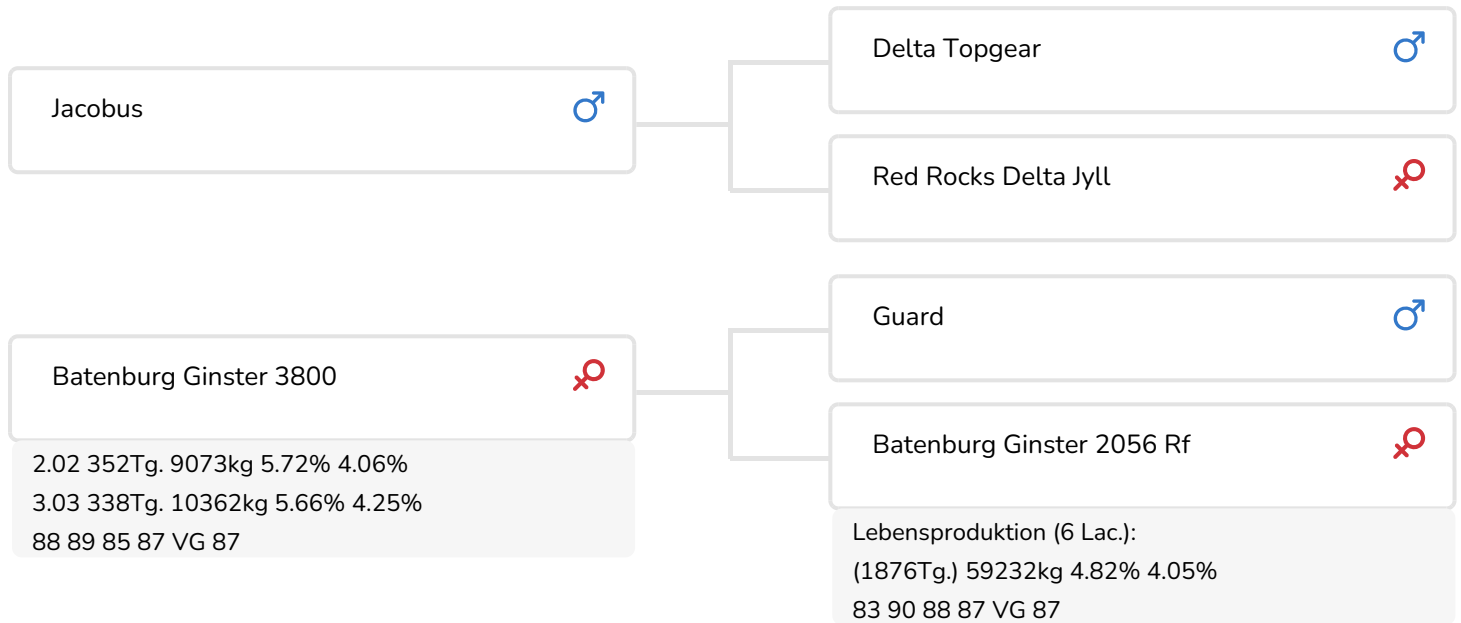 Jacobus
Delta Topgear
Red Rocks Delta Jyll
Batenburg Ginster 3800
2.02 352Tg. 9073kg 5.72% 4.06%
3.03 338Tg. 10362kg 5.66% 4.25%
88 89 85 87 VG 87
Guard
Batenburg Ginster 2056 Rf
Lebensproduktion (6 Lac.):
(1876Tg.) 59232kg 4.82% 4.05%
83 90 88 87 VG 87